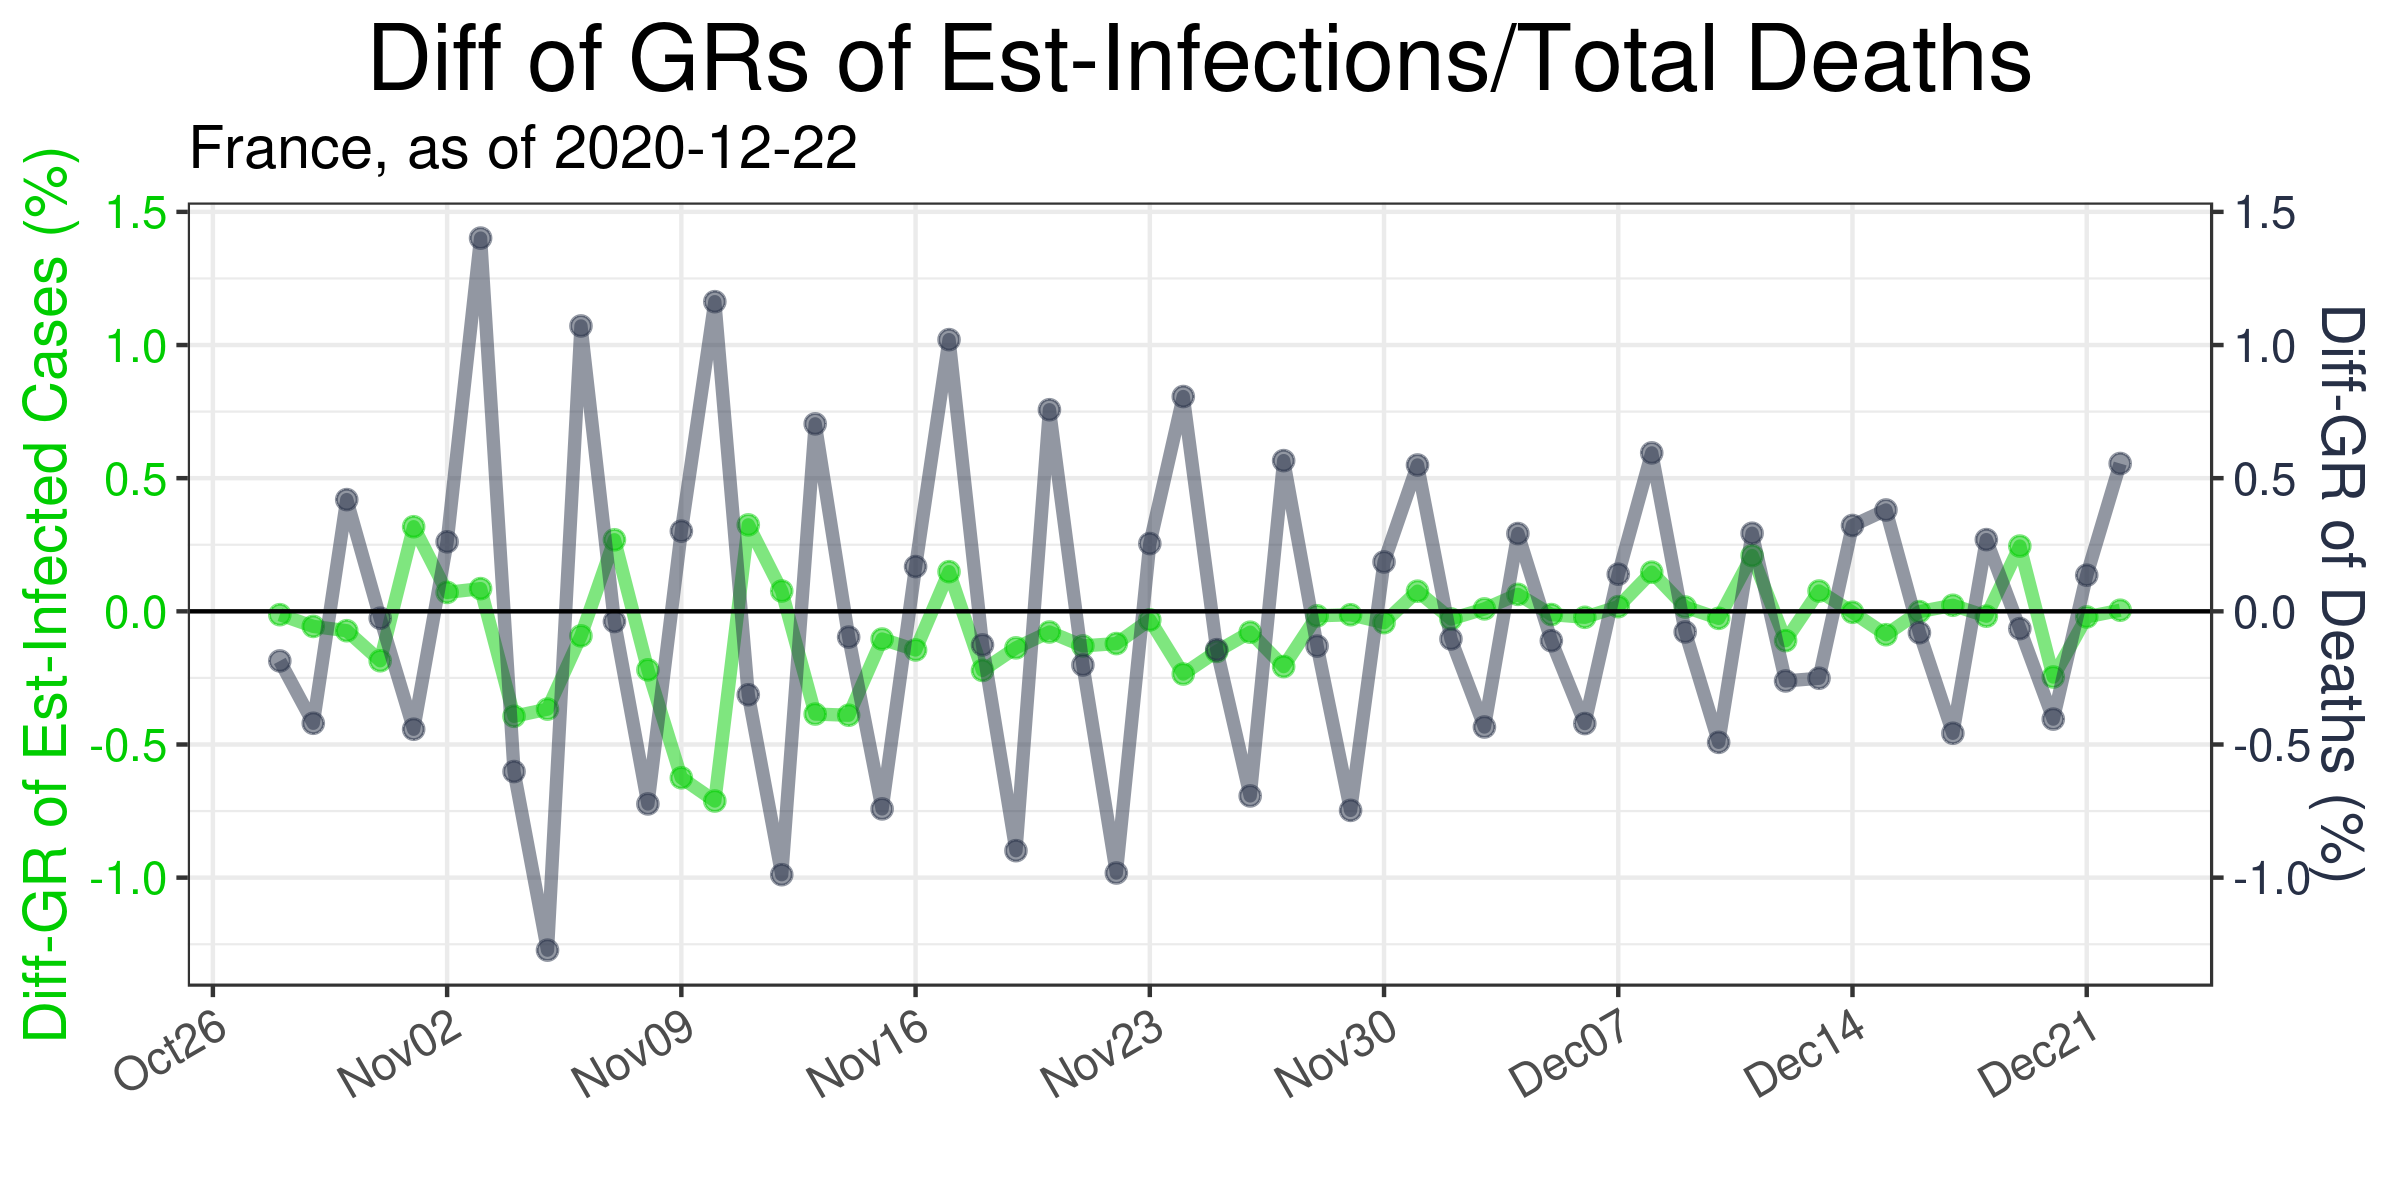 Diff of GRs of Est-Infections/Total Deaths
France, as of 2020-12-22
Diff-GR of Est-Infected Cases (%)
1.5
1.0
0.5
0.0
-0.5
-1.0
1.5
1.0
0.5
0.0
-0.5
-1.0
Diff-GR of Deaths (%)
Oct26
Nov02
Nov09
Nov16
Nov23
Nov30
Dec07
Dec14
Dec21